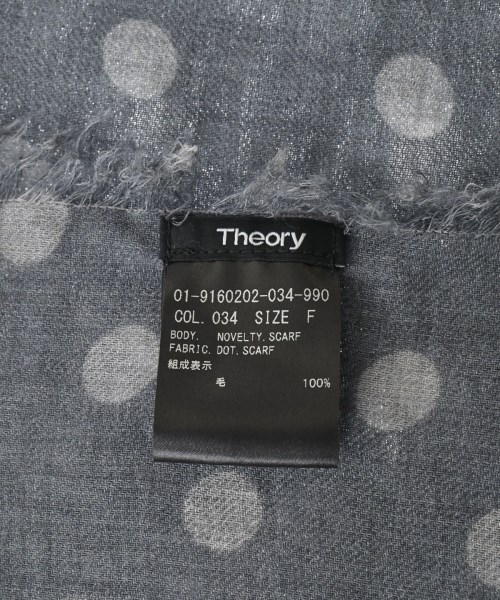 Theory
01-9160202-034-990
COL. 034 SIZE F
BODY. NOVELTY.SCARF
FABRIC. DOT.SCARF
組成表示
毛 100%